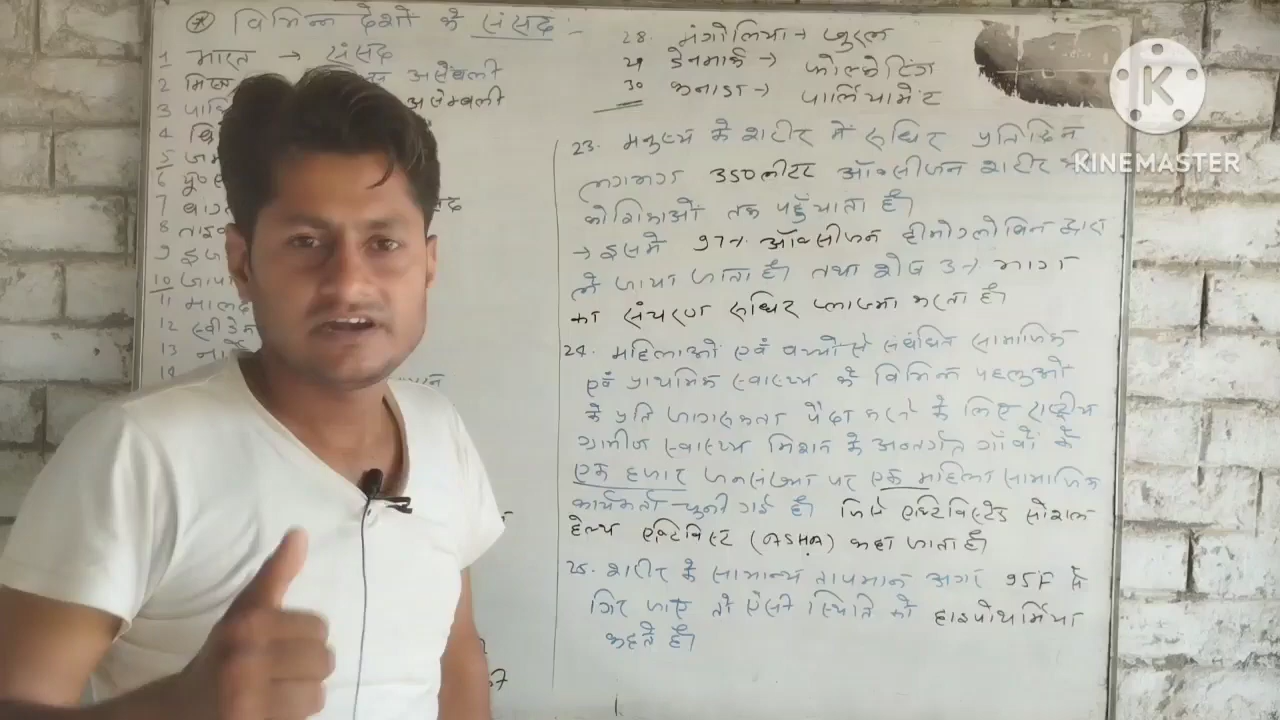 * विभिन्न देशों के संसद :-
1 भारत → संसद
2 मिस्र असेंबली
3 असेम्बली
4
5
6
7
8
9
10 जापा
11 मालद
12 स्वीडेन
13 नार्वे
14
28. मंगोलिया → खुरल
29 डेनमार्क → फोल्केटिंग
30 कनाडा → पार्लियामेंट
23. मनुष्य के शरीर में रुधिर प्रतिदिन
लगभग 350 लीटर ऑक्सीजन शरीर की
कोशिकाओं तक पहुँचाता है।
→ इसमें 97% ऑक्सीजन हीमोग्लोबिन द्वारा
ले जाया जाता है। तथा शेष 3% भाग
का संचरण रुधिर प्लाज्मा करता है।
24. महिलाओं एवं बच्चों से संबंधित सामाजिक
एवं प्राथमिक स्वास्थ्य के विभिन्न पहलुओं
के प्रति जागरूकता पैदा करने के लिए राष्ट्रीय
ग्रामीण स्वास्थ्य मिशन के अन्तर्गत गाँवों के
एक हजार जनसंख्या पर एक महिला सामाजिक
कार्यकर्ता चुनी गई है। जिसे एक्टिविस्टेड सोशल
हेल्थ एक्टिविस्ट (ASHA) कहा जाता है।
25. शरीर के सामान्य तापमान अगर 95F से
गिर जाए तो ऐसी स्थिति को हाइपोथर्मिया
कहते हैं।
K
KINEMASTER